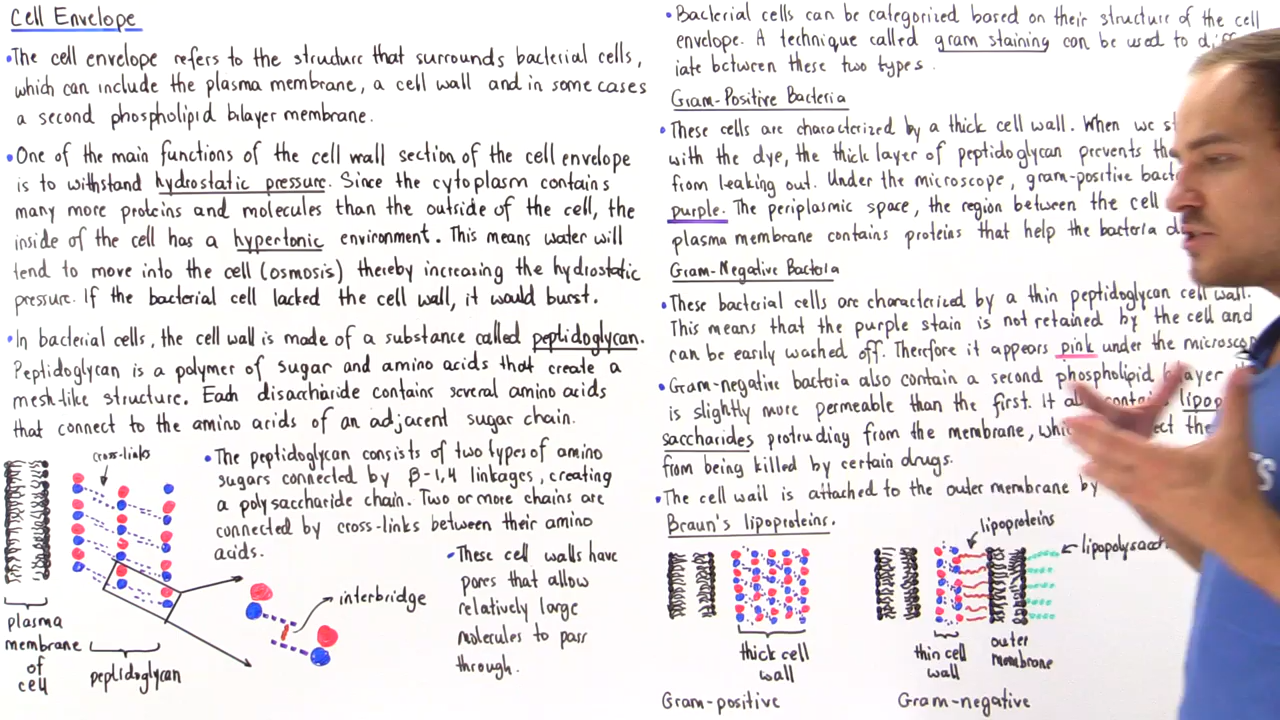 Cell Envelope
•The cell envelope refers to the structure that surrounds bacterial cells,
which can include the plasma membrane, a cell wall and in some cases
a second phospholipid bilayer membrane.
•One of the main functions of the cell wall section of the cell envelope
is to withstand hydrostatic pressure. Since the cytoplasm contains
many more proteins and molecules than the outside of the cell, the
inside of the cell has a hypertonic environment. This means water will
tend to move into the cell (osmosis) thereby increasing the hydrostatic
pressure. If the bacterial cell lacked the cell wall, it would burst.
•In bacterial cells, the cell wall is made of a substance called peptidoglycan.
Peptidoglycan is a polymer of sugar and amino acids that create a
mesh-like structure. Each disaccharide contains several amino acids
that connect to the amino acids of an adjacent sugar chain.
cross-links
•The peptidoglycan consists of two types of amino
sugars connected by β-1,4 linkages, creating
a polysaccharide chain. Two or more chains are
connected by cross-links between their amino
acids.
plasma
membrane
of
cell
peptidoglycan
interbridge
•These cell walls have
pores that allow
relatively large
molecules to pass
through.
•Bacterial cells can be categorized based on their structure of the cell
envelope. A technique called gram staining can be used to
iate between these two types.
Gram-Positive Bacteria
•These cells are characterized by a thick cell wall. When we
with the dye, the thick layer of peptidoglycan prevents
from leaking out. Under the microscope, gram-positive
purple. The periplasmic space, the region between the cell
plasma membrane contains proteins that help the bacteria
Gram-Negative Bacteria
•These bacterial cells are characterized by a thin peptidoglycan cell wall.
This means that the purple stain is not retained by the cell and
can be easily washed off. Therefore it appears pink under the
•Gram-negative bacteria also contain a second phospholipid bilayer
is slightly more permeable than the first. It
saccharides protruding from the membrane,
from being killed by certain drugs.
•The cell wall is attached to the outer membrane by
Braun's lipoproteins.
thick cell
wall
Gram-positive
lipoproteins
thin cell
wall
outer
membrane
Gram-negative